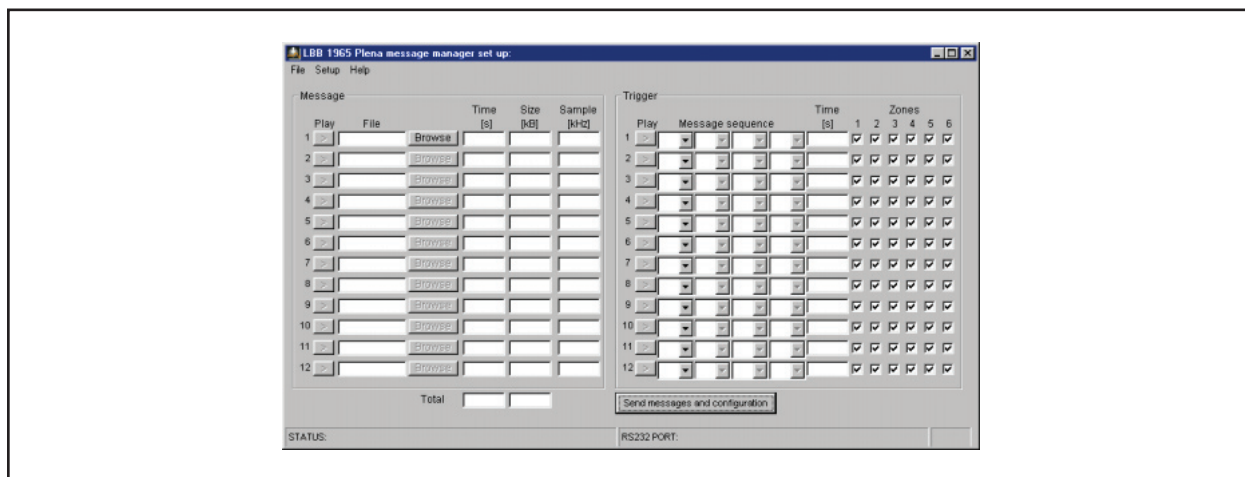 LBB 1965 Plena message manager set up:
File Setup Help
Message
Play File Time [s] Size [kB] Sample [kHz]
1 > Browse
2 > Browse
3 > Browse
4 > Browse
5 > Browse
6 > Browse
7 > Browse
8 > Browse
9 > Browse
10 > Browse
11 > Browse
12 > Browse
Total
Trigger
Play Message sequence Time [s] Zones 1 2 3 4 5 6
1 >
2 >
3 >
4 >
5 >
6 >
7 >
8 >
9 >
10 >
11 >
12 >
Send messages and configuration
STATUS:
RS232 PORT: